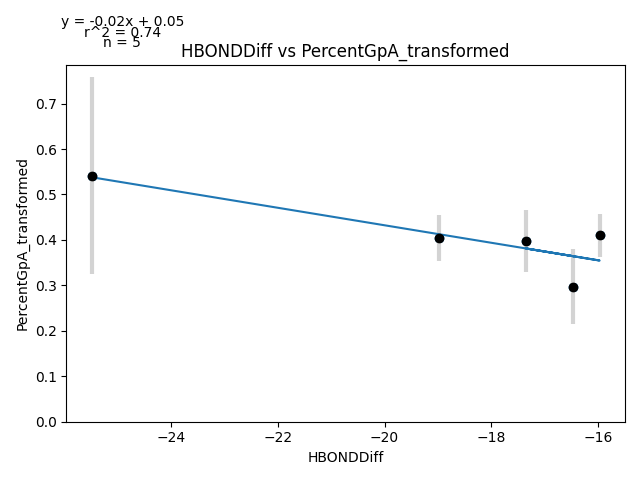 y = -0.02x + 0.05
r^2 = 0.74
n = 5
HBONDDiff vs PercentGpA_transformed
PercentGpA_transformed
0.7
0.6
0.5
0.4
0.3
0.2
0.1
0.0
−24
−22
−20
−18
−16
HBONDDiff